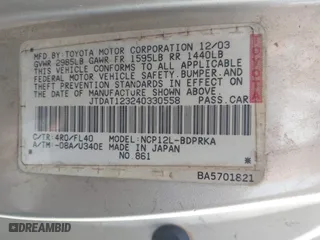 MFD BY: TOYOTA MOTOR CORPORATION 12/03
GVWR 2985LB GAWR FR 1595LB RR 1440LB
THIS VEHICLE CONFORMS TO ALL APPLICABLE
FEDERAL MOTOR VEHICLE SAFETY, BUMPER, AND
THEFT PREVENTION STANDARDS IN EFFECT ON
THE DATE OF MANUFACTURE SHOWN ABOVE.
JTDAT123240330558 PASS. CAR
C/TR: 4R0/FL40 MODEL: NCP12L-BDPRKA
A/TM: -08A/U340E MADE IN JAPAN
NO. 861
BA5701821